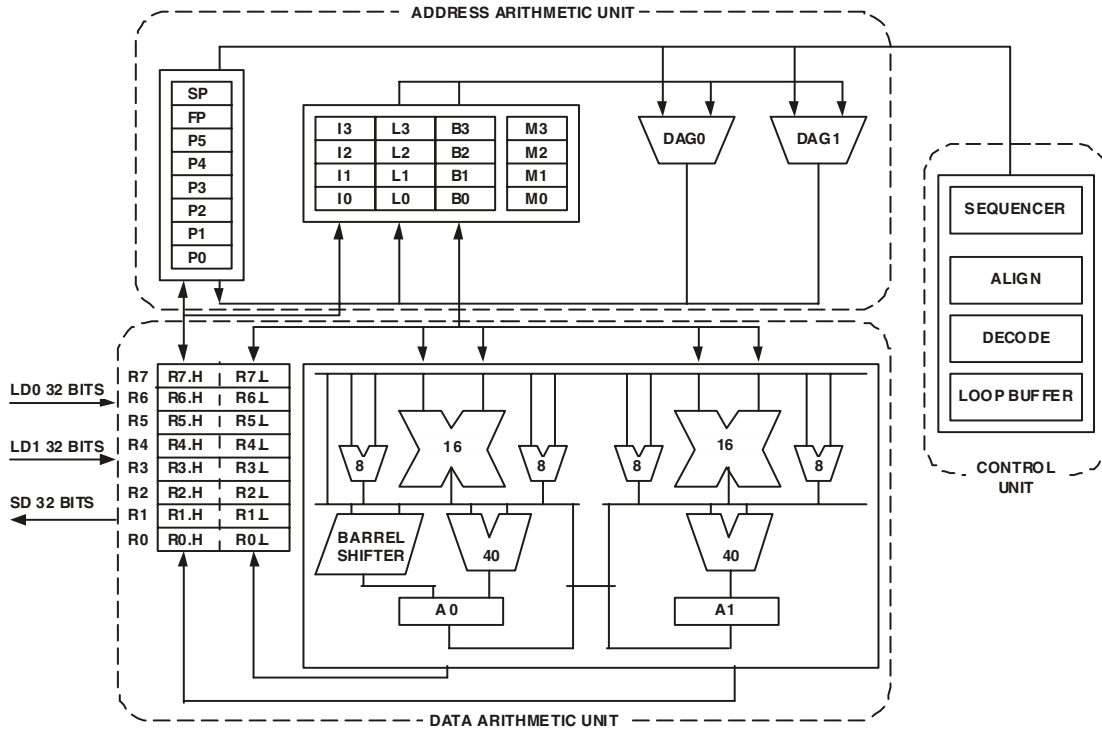 ADDRESS ARITHMETIC UNIT
SP
FP
P5
P4
P3
P2
P1
P0
I3 L3 B3 M3
I2 L2 B2 M2
I1 L1 B1 M1
I0 L0 B0 M0
DAG0
DAG1
SEQUENCER
ALIGN
DECODE
LOOP BUFFER
CONTROL
UNIT
LD0 32 BITS
LD1 32 BITS
SD 32 BITS
R7 R7.H R7.L
R6 R6.H R6.L
R5 R5.H R5.L
R4 R4.H R4.L
R3 R3.H R3.L
R2 R2.H R2.L
R1 R1.H R1.L
R0 R0.H R0.L
8
16
8
8
16
8
BARREL
SHIFTER
40
40
A0
A1
DATA ARITHMETIC UNIT